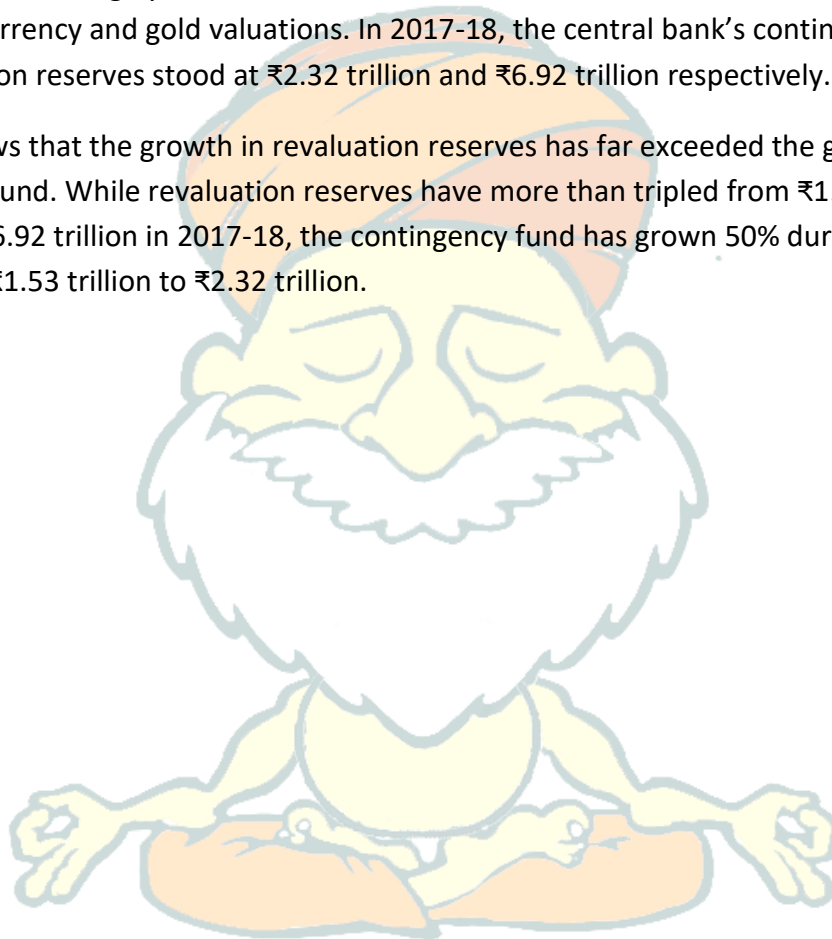 rrency and gold valuations. In 2017-18, the central bank’s contin
on reserves stood at ₹2.32 trillion and ₹6.92 trillion respectively.
ws that the growth in revaluation reserves has far exceeded the g
und. While revaluation reserves have more than tripled from ₹1.
6.92 trillion in 2017-18, the contingency fund has grown 50% dur
₹1.53 trillion to ₹2.32 trillion.